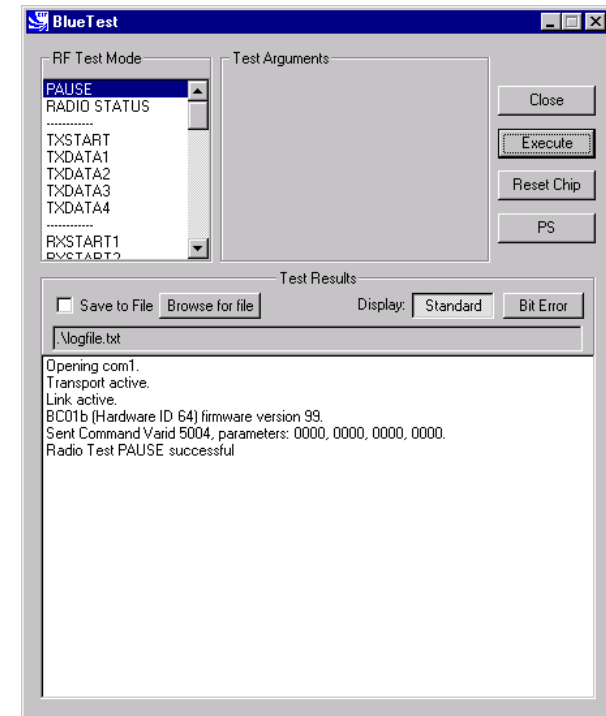 BlueTest
RF Test Mode
PAUSE
RADIO STATUS
------------
TXSTART
TXDATA1
TXDATA2
TXDATA3
TXDATA4
------------
RXSTART1
RXSTART2
Test Arguments
Close
Execute
Reset Chip
PS
Test Results
Save to File Browse for file Display: Standard Bit Error
.\logfile.txt
Opening com1.
Transport active.
Link active.
BC01b (Hardware ID 64) firmware version 99.
Sent Command Varid 5004, parameters: 0000, 0000, 0000, 0000.
Radio Test PAUSE successful